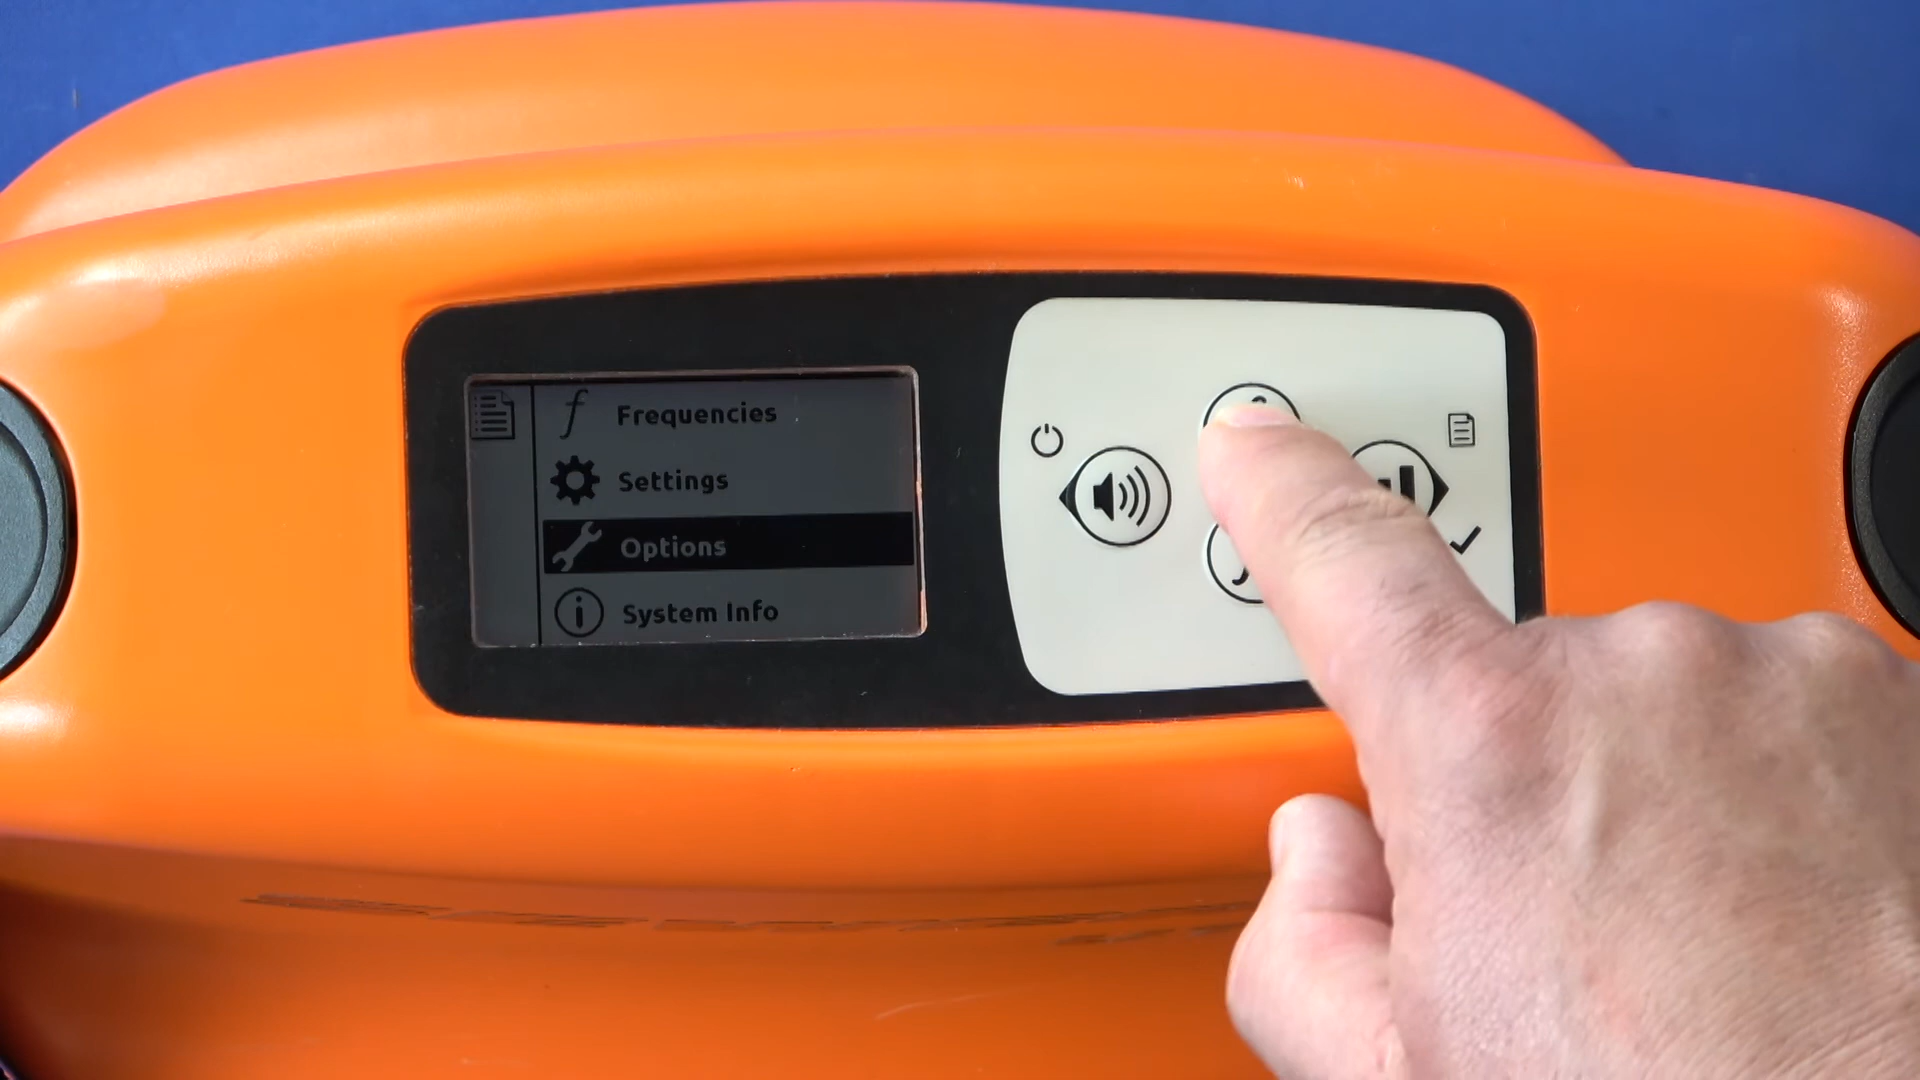 f Frequencies
Settings
Options
i System Info